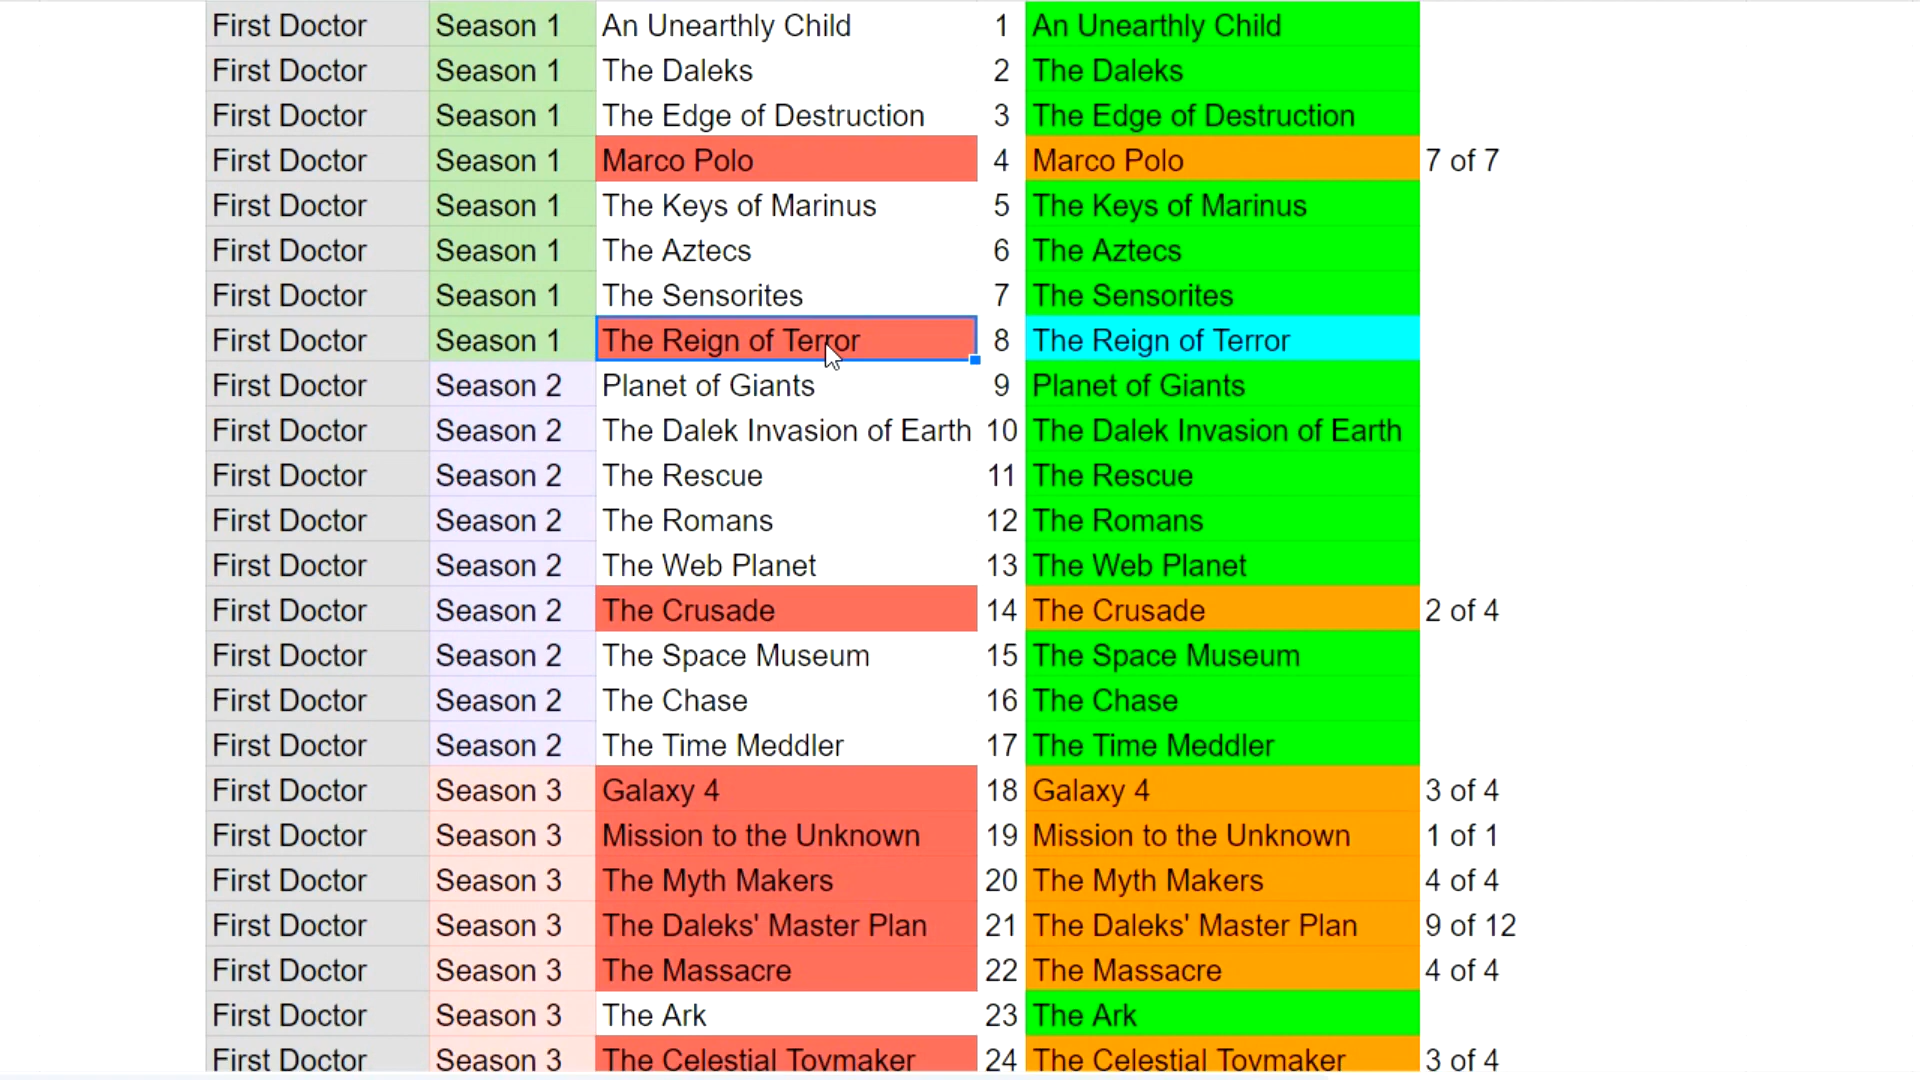 First Doctor Season 1 An Unearthly Child 1 An Unearthly Child
First Doctor Season 1 The Daleks 2 The Daleks
First Doctor Season 1 The Edge of Destruction 3 The Edge of Destruction
First Doctor Season 1 Marco Polo 4 Marco Polo 7 of 7
First Doctor Season 1 The Keys of Marinus 5 The Keys of Marinus
First Doctor Season 1 The Aztecs 6 The Aztecs
First Doctor Season 1 The Sensorites 7 The Sensorites
First Doctor Season 1 The Reign of Terror 8 The Reign of Terror
First Doctor Season 2 Planet of Giants 9 Planet of Giants
First Doctor Season 2 The Dalek Invasion of Earth 10 The Dalek Invasion of Earth
First Doctor Season 2 The Rescue 11 The Rescue
First Doctor Season 2 The Romans 12 The Romans
First Doctor Season 2 The Web Planet 13 The Web Planet
First Doctor Season 2 The Crusade 14 The Crusade 2 of 4
First Doctor Season 2 The Space Museum 15 The Space Museum
First Doctor Season 2 The Chase 16 The Chase
First Doctor Season 2 The Time Meddler 17 The Time Meddler
First Doctor Season 3 Galaxy 4 18 Galaxy 4 3 of 4
First Doctor Season 3 Mission to the Unknown 19 Mission to the Unknown 1 of 1
First Doctor Season 3 The Myth Makers 20 The Myth Makers 4 of 4
First Doctor Season 3 The Daleks' Master Plan 21 The Daleks' Master Plan 9 of 12
First Doctor Season 3 The Massacre 22 The Massacre 4 of 4
First Doctor Season 3 The Ark 23 The Ark
First Doctor Season 3 The Celestial Toymaker 24 The Celestial Toymaker 3 of 4